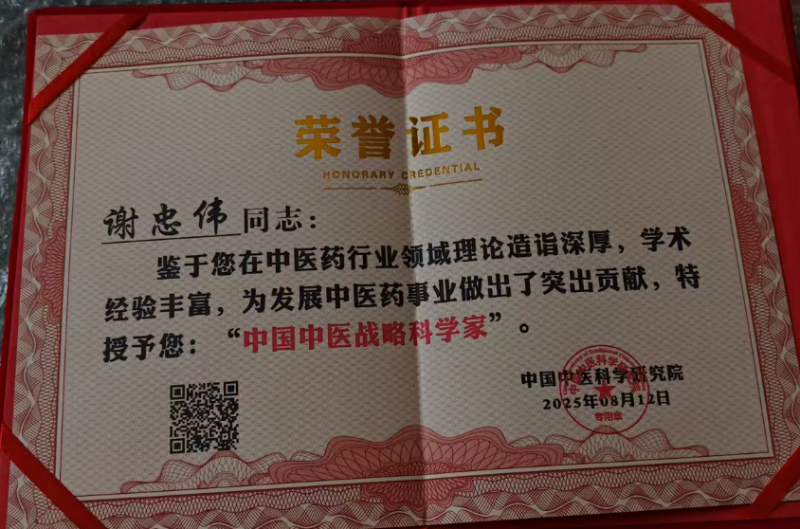 荣誉证书
HONORARY CREDENTIAL
谢忠伟同志：
鉴于您在中医药行业领域理论造诣深厚，学术
经验丰富，为发展中医药事业做出了突出贡献，特
授予您：“中国中医战略科学家”。
中国中医科学研究院
2025年08月12日
专用章